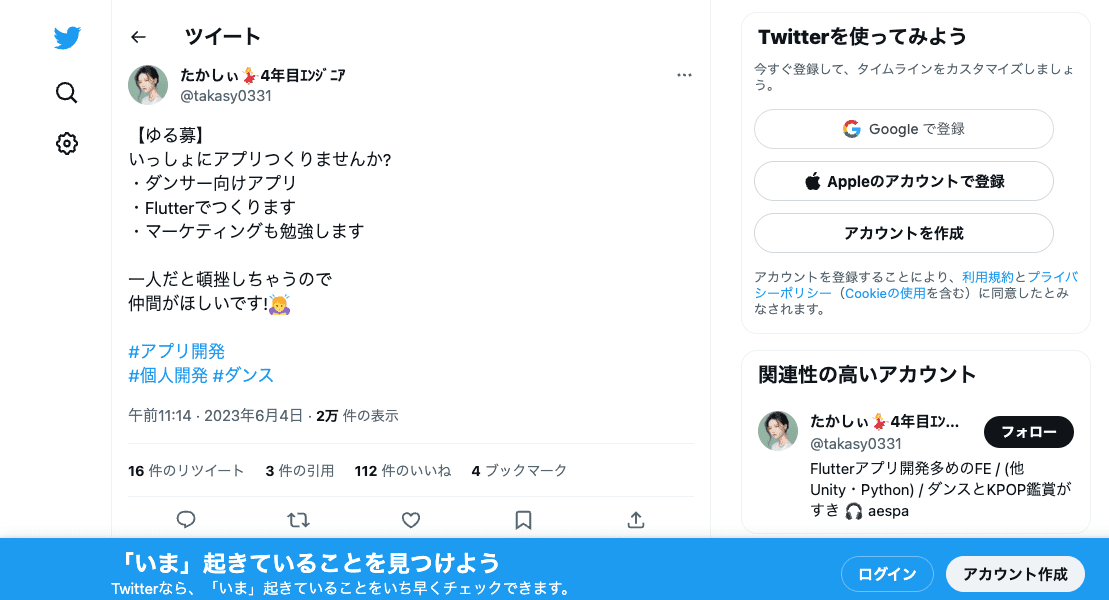 ツイート
たかしぃ💃4年目ｴﾝｼﾞﾆｱ
@takasy0331
【ゆる募】
いっしょにアプリつくりませんか?
・ダンサー向けアプリ
・Flutterでつくります
・マーケティングも勉強します
一人だと頓挫しちゃうので
仲間がほしいです!🙇
#アプリ開発
#個人開発 #ダンス
午前11:14 · 2023年6月4日 · 2万 件の表示
16 件のリツイート 3 件の引用 112 件のいいね 4 ブックマーク
Twitterを使ってみよう
今すぐ登録して、タイムラインをカスタマイズしましょ
う。
Google で登録
Appleのアカウントで登録
アカウントを作成
アカウントを登録することにより、利用規約とプライバ
シーポリシー（Cookieの使用を含む）に同意したとみ
なされます。
関連性の高いアカウント
たかしぃ💃4年目ｴﾝ...
@takasy0331
フォロー
Flutterアプリ開発多めのFE / (他
Unity・Python) / ダンスとKPOP鑑賞が
すき 🎧 aespa
「いま」起きていることを見つけよう
Twitterなら、「いま」起きていることをいち早くチェックできます。
ログイン
アカウント作成